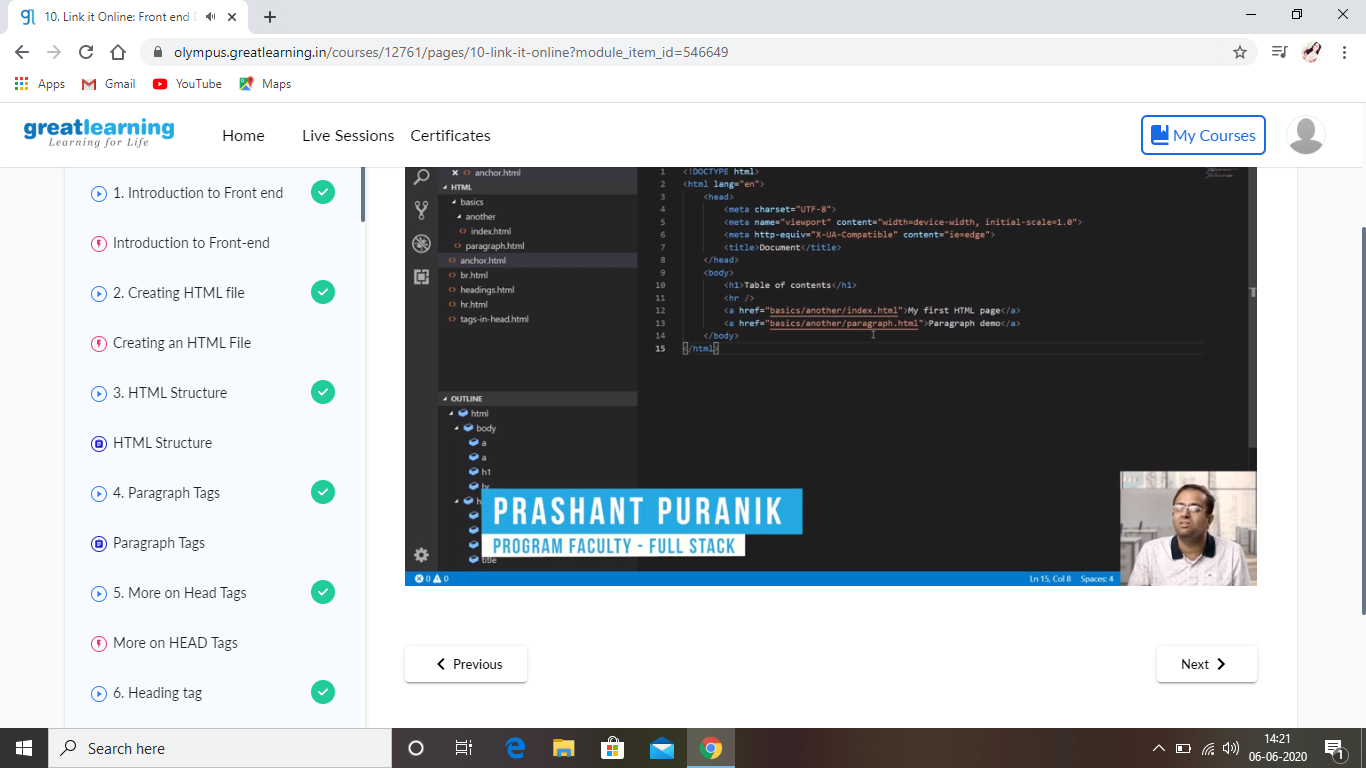 10. Link it Online: Front end
olympus.greatlearning.in/courses/12761/pages/10-link-it-online?module_item_id=546649
Apps
Gmail
YouTube
Maps
greatlearning
Learning for Life
Home
Live Sessions
Certificates
My Courses
1. Introduction to Front end
Introduction to Front-end
2. Creating HTML file
Creating an HTML File
3. HTML Structure
HTML Structure
4. Paragraph Tags
Paragraph Tags
5. More on Head Tags
More on HEAD Tags
6. Heading tag
anchor.html
HTML
basics
another
index.html
paragraph.html
anchor.html
br.html
headings.html
hr.html
tags-in-head.html
OUTLINE
html
body
a
a
h1
hr
h
title
1 <!DOCTYPE html>
2 <html lang="en">
3 <head>
4 <meta charset="UTF-8">
5 <meta name="viewport" content="width=device-width, initial-scale=1.0">
6 <meta http-equiv="X-UA-Compatible" content="ie=edge">
7 <title>Document</title>
8 </head>
9 <body>
10 <h1>Table of contents</h1>
11 <hr />
12 <a href="basics/another/index.html">My first HTML page</a>
13 <a href="basics/another/paragraph.html">Paragraph demo</a>
14 </body>
15 </html>
PRASHANT PURANIK
PROGRAM FACULTY - FULL STACK
0 0
Ln 15, Col 8 Spaces: 4
Previous
Next
Search here
14:21
06-06-2020
1